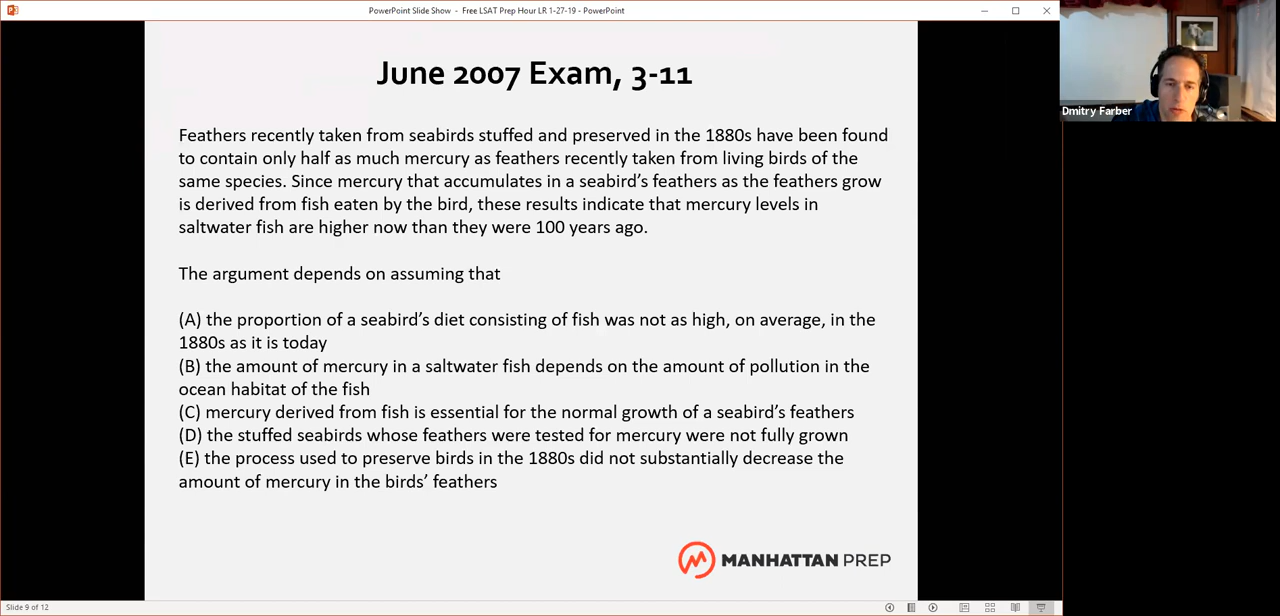 PowerPoint Slide Show - Free LSAT Prep Hour LR 1-27-19 - PowerPoint
June 2007 Exam, 3-11
Feathers recently taken from seabirds stuffed and preserved in the 1880s have been found
to contain only half as much mercury as feathers recently taken from living birds of the
same species. Since mercury that accumulates in a seabird's feathers as the feathers grow
is derived from fish eaten by the bird, these results indicate that mercury levels in
saltwater fish are higher now than they were 100 years ago.
The argument depends on assuming that
(A) the proportion of a seabird's diet consisting of fish was not as high, on average, in the
1880s as it is today
(B) the amount of mercury in a saltwater fish depends on the amount of pollution in the
ocean habitat of the fish
(C) mercury derived from fish is essential for the normal growth of a seabird's feathers
(D) the stuffed seabirds whose feathers were tested for mercury were not fully grown
(E) the process used to preserve birds in the 1880s did not substantially decrease the
amount of mercury in the birds' feathers
MANHATTAN PREP
Slide 9 of 12
Dmitry Farber